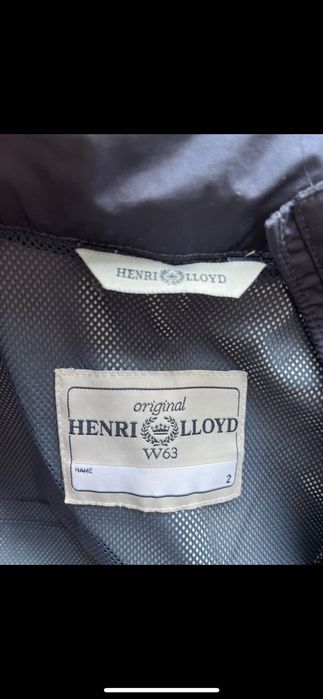 HENRI LLOYD
original
HENRI LLOYD
W63
NAME
2